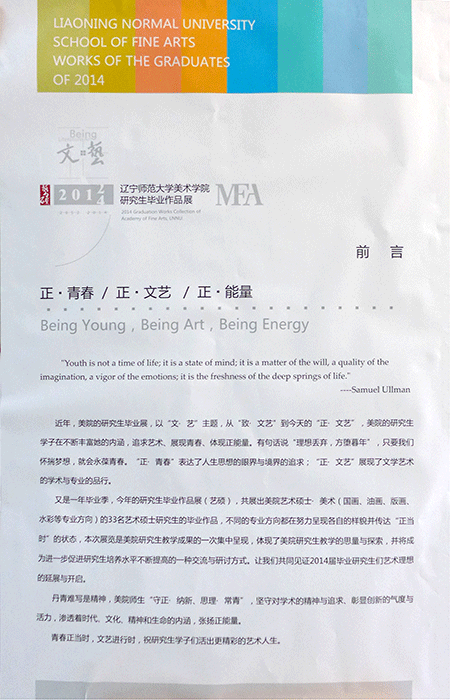 LIAONING NORMAL UNIVERSITY
SCHOOL OF FINE ARTS
WORKS OF THE GRADUATES
OF 2014
Being
文·藝
2012
14
辽宁师范大学美术学院
研究生毕业作品展
MFA
2014 Graduation Works Collection of
Academy of Fine Arts, LNNU
前 言
正·青春 / 正·文艺 / 正·能量
Being Young , Being Art , Being Energy
"Youth is not a time of life; it is a state of mind; it is a matter of the will, a quality of the
imagination, a vigor of the emotions; it is the freshness of the deep springs of life."
----Samuel Ullman
近年，美院的研究生毕业展，以“文· 艺”主题，从“致· 文艺”到今天的“正· 文艺”，美院的研究生
学子在不断丰富她的内涵，追求艺术、展现青春、体现正能量。有句话说“理想丢弃，方堕暮年”，只要我们
怀揣梦想，就会永葆青春。“正· 青春”表达了人生思想的眼界与境界的追求；“正· 文艺”展现了文学艺术
的学术与专业的品行。
又是一年毕业季，今年的研究生毕业作品展（艺硕），共展出美院艺术硕士· 美术（国画、油画、版画、
水彩等专业方向）的33名艺术硕士研究生的毕业作品，不同的专业方向都在努力呈现各自的样貌并传达“正当
时”的状态，本次展览是美院研究生教学成果的一次集中呈现，体现了美院研究生教学的思量与探索，并将成
为进一步促进研究生培养水平不断提高的一种交流与研讨方式。让我们共同见证2014届毕业研究生们艺术理想
的延展与开启。
丹青难写是精神，美院师生“守正· 纳新、思理· 常青”，坚守对学术的精神与追求、彰显创新的气度与
活力，渗透着时代、文化、精神和生命的内涵，张扬正能量。
青春正当时，文艺进行时，祝研究生学子们活出更精彩的艺术人生。